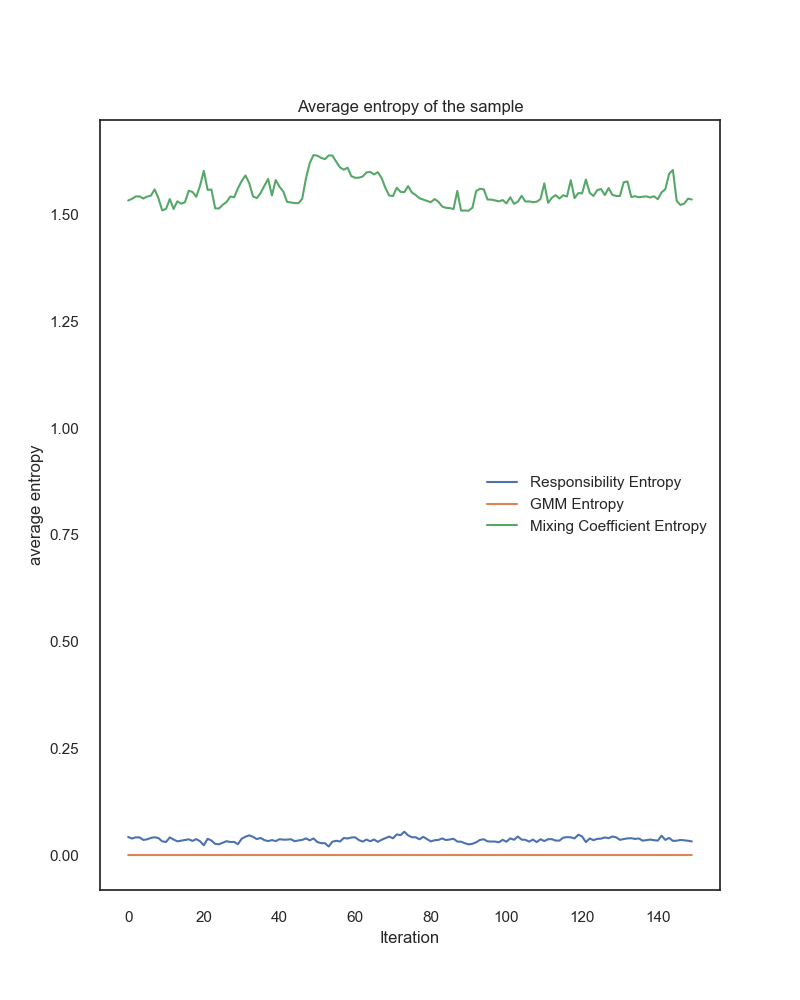 Average entropy of the sample
1.50
1.25
1.00
0.75
0.50
0.25
0.00
average entropy
Responsibility Entropy
GMM Entropy
Mixing Coefficient Entropy
0 20 40 60 80 100 120 140
Iteration